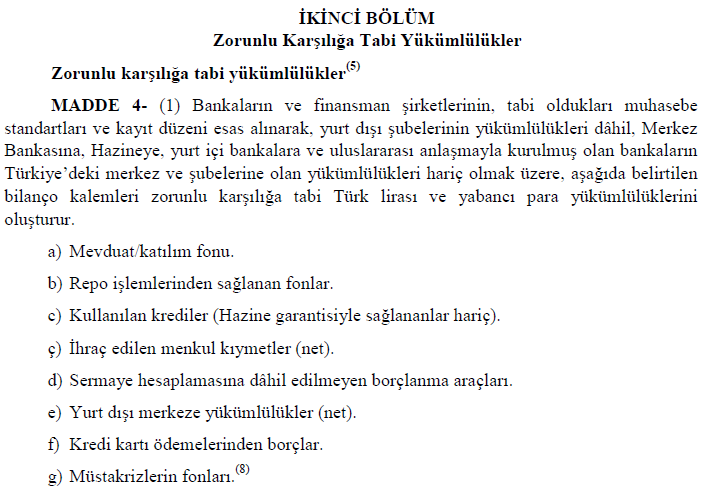 İKİNCİ BÖLÜM
Zorunlu Karşılığa Tabi Yükümlülükler
Zorunlu karşılığa tabi yükümlülükler(5)
MADDE 4- (1) Bankaların ve finansman şirketlerinin, tabi oldukları muhasebe
standartları ve kayıt düzeni esas alınarak, yurt dışı şubelerinin yükümlülükleri dâhil, Merkez
Bankasına, Hazineye, yurt içi bankalara ve uluslararası anlaşmayla kurulmuş olan bankaların
Türkiye’deki merkez ve şubelerine olan yükümlülükleri hariç olmak üzere, aşağıda belirtilen
bilanço kalemleri zorunlu karşılığa tabi Türk lirası ve yabancı para yükümlülüklerini
oluşturur.
a) Mevduat/katılım fonu.
b) Repo işlemlerinden sağlanan fonlar.
c) Kullanılan krediler (Hazine garantisiyle sağlananlar hariç).
ç) İhraç edilen menkul kıymetler (net).
d) Sermaye hesaplamasına dâhil edilmeyen borçlanma araçları.
e) Yurt dışı merkeze yükümlülükler (net).
f) Kredi kartı ödemelerinden borçlar.
g) Müstakrizlerin fonları.(8)